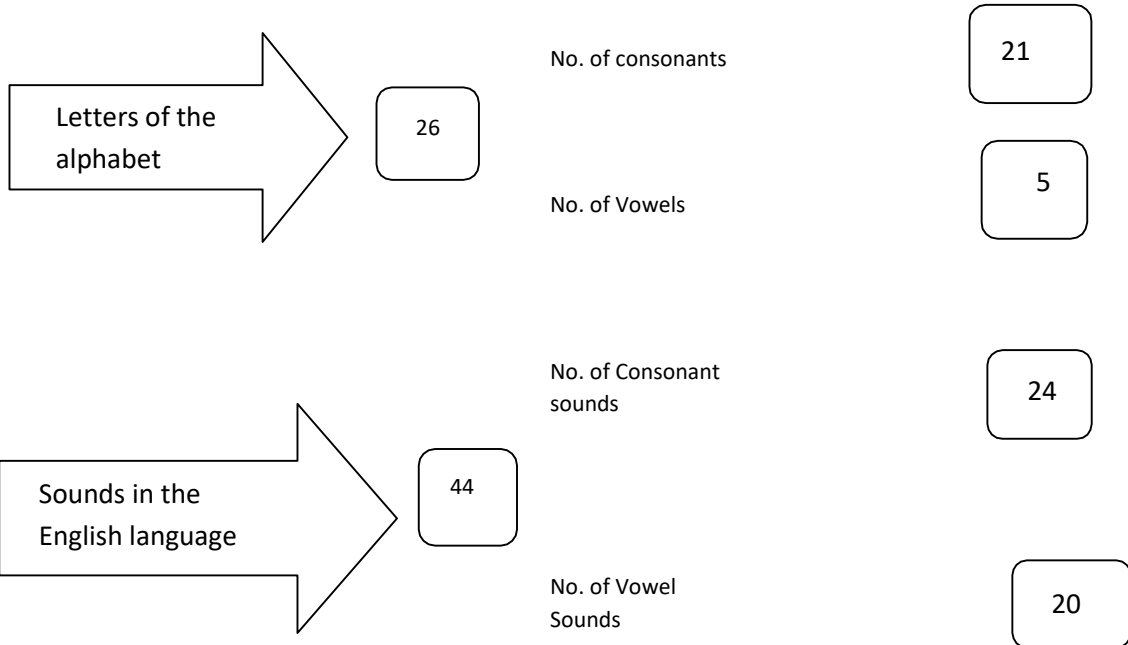 Letters of the
alphabet
26
No. of consonants
21
No. of Vowels
5
Sounds in the
English language
44
No. of Consonant
sounds
24
No. of Vowel
Sounds
20